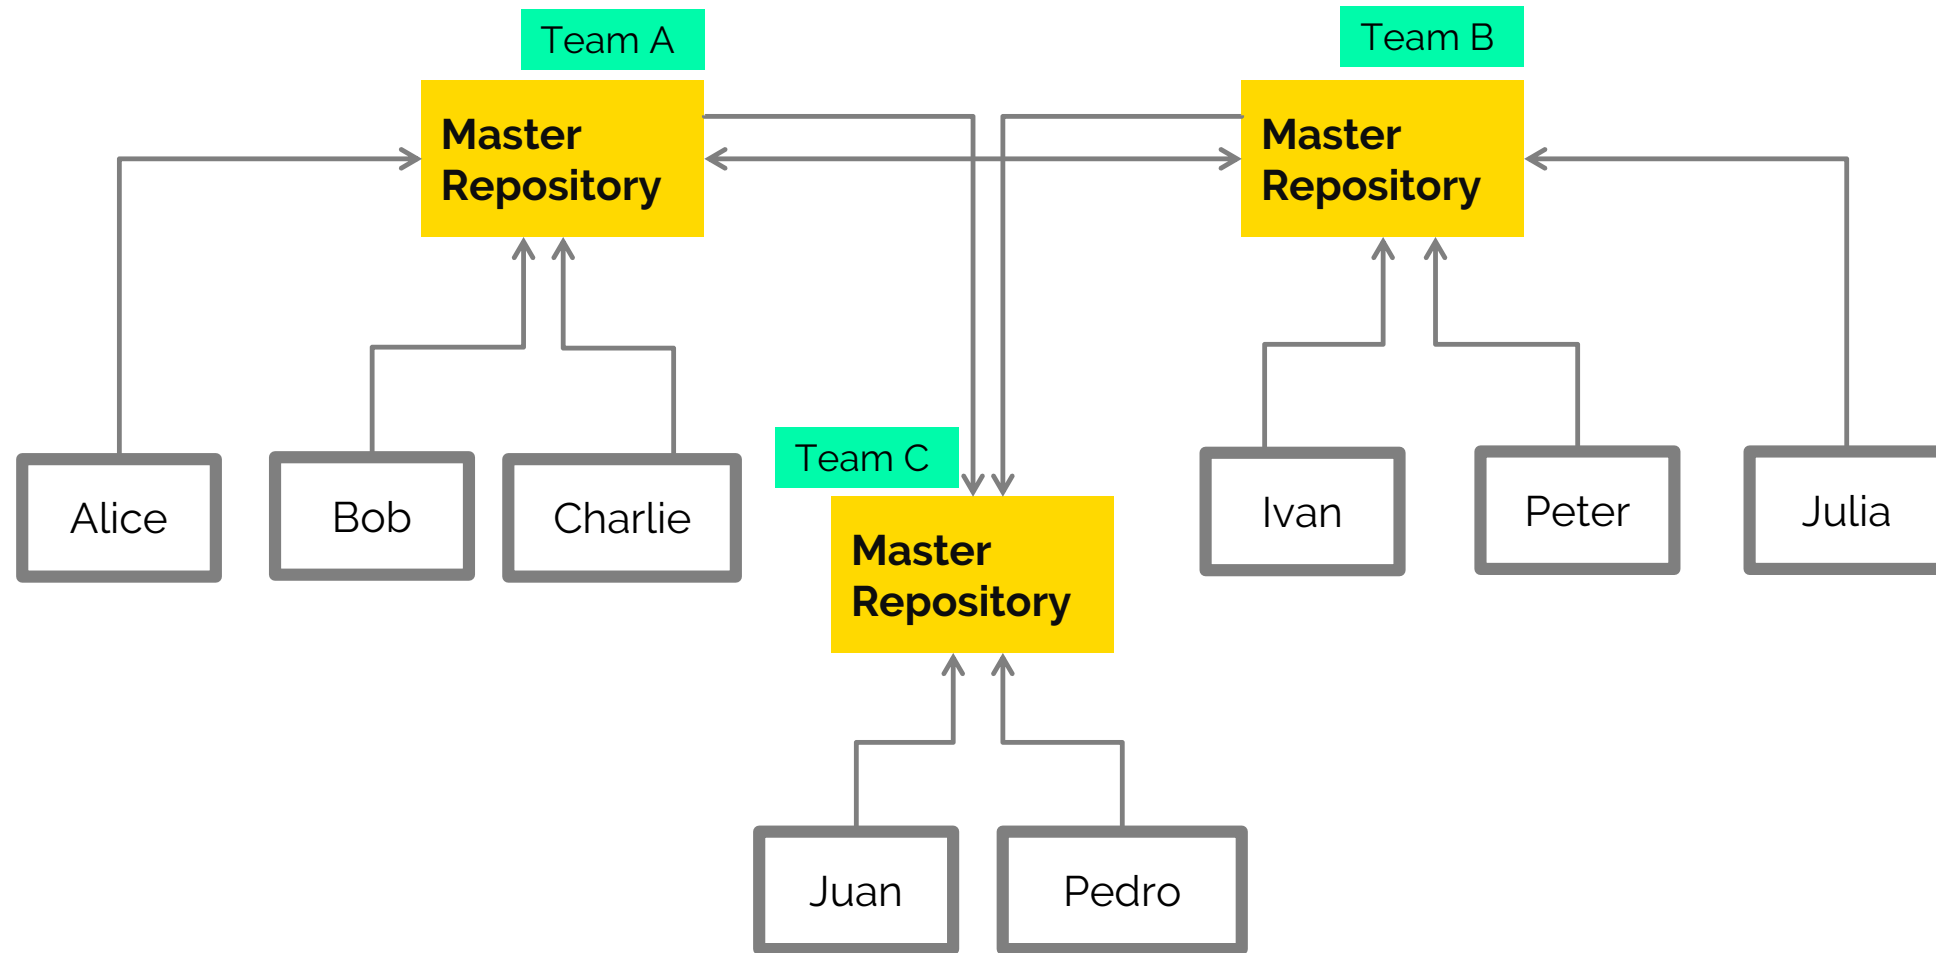 Team A
Team B
Master
Repository
Master
Repository
Team C
Alice
Bob
Charlie
Ivan
Peter
Julia
Master
Repository
Juan
Pedro